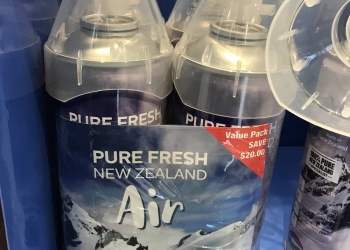 PURE FRESH
PURE FRESH
Value Pack
SAVE
$20.00
PURE FRESH
NEW ZEALAND
Air